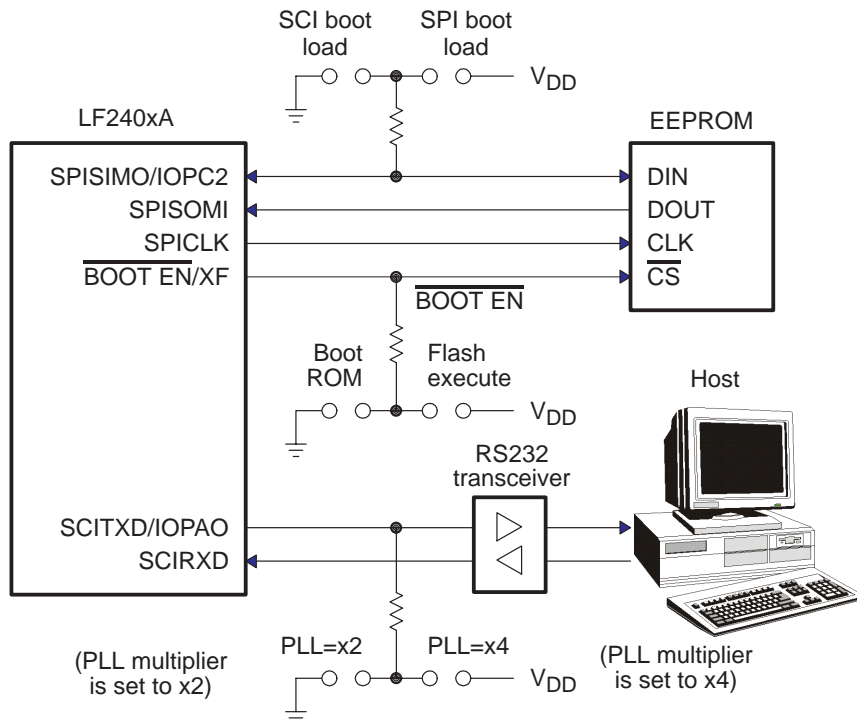 SCI boot
load
SPI boot
load
VDD
LF240xA
EEPROM
SPISIMO/IOPC2
DIN
SPISOMI
DOUT
SPICLK
CLK
BOOT EN/XF
CS
BOOT EN
Boot
ROM
Flash
execute
VDD
Host
RS232
transceiver
SCITXD/IOPAO
SCIRXD
(PLL multiplier
is set to x2)
PLL=x2
PLL=x4
VDD
(PLL multiplier
is set to x4)